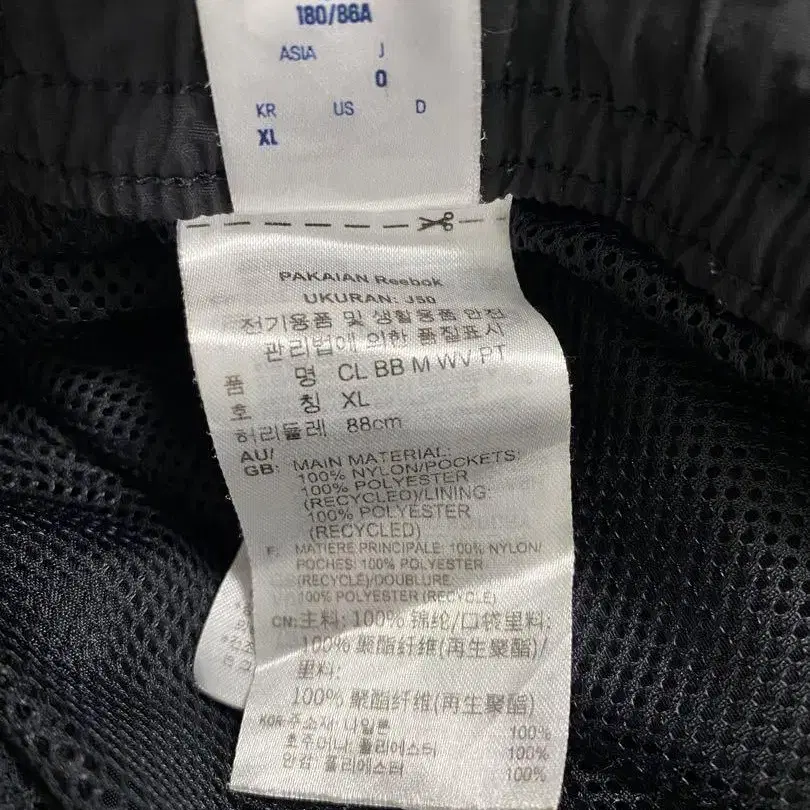 180/86A
ASIA J
O
KR US D
XL
PAKAIAN Reebok
UKURAN: J50
전기용품 및 생활용품 안전
관리법에 의한 품질표시
품 명 CL BB M WV PT
호 칭 XL
허리둘레 88cm
AU/
GB: MAIN MATERIAL:
100% NYLON/POCKETS:
100% POLYESTER
(RECYCLED)/LINING:
100% POLYESTER
(RECYCLED)
F: MATIERE PRINCIPALE: 100% NYLON/
POCHES: 100% POLYESTER
(RECYCLE)/DOUBLURE:
100% POLYESTER (RECYCLE)
CN:主料: 100% 锦纶/口袋里料:
100% 聚酯纤维(再生聚酯)/
里料:
100% 聚酯纤维(再生聚酯)
KOR:주소재 나일론 100%
호주머니 폴리에스터 100%
안감 폴리에스터 100%